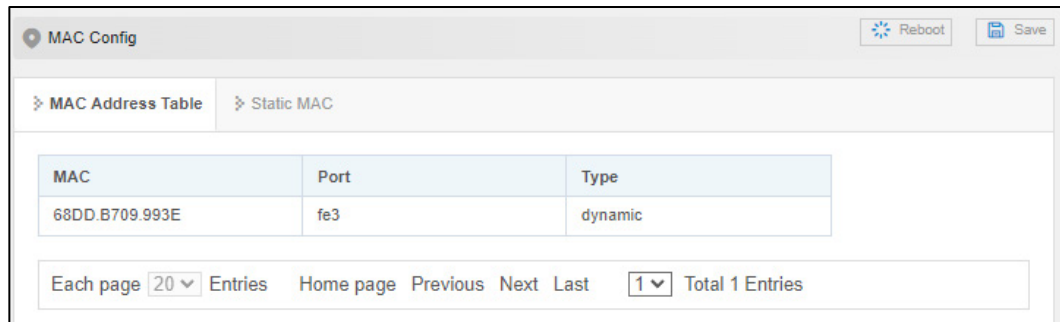 MAC Config Reboot Save
MAC Address Table Static MAC
MAC Port Type
68DD.B709.993E fe3 dynamic
Each page 20 Entries Home page Previous Next Last 1 Total 1 Entries